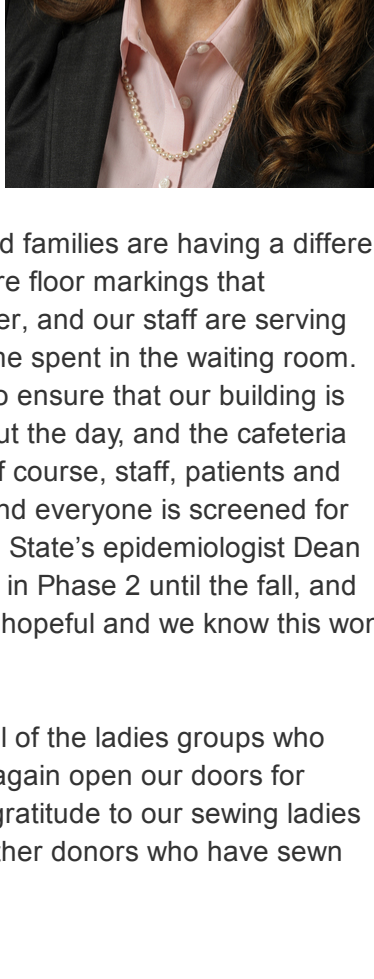 d families are having a differe
re floor markings that
er, and our staff are serving
me spent in the waiting room.
o ensure that our building is
ut the day, and the cafeteria
f course, staff, patients and
nd everyone is screened for
State’s epidemiologist Dean
in Phase 2 until the fall, and
hopeful and we know this wor
l of the ladies groups who
again open our doors for
gratitude to our sewing ladies
ther donors who have sewn